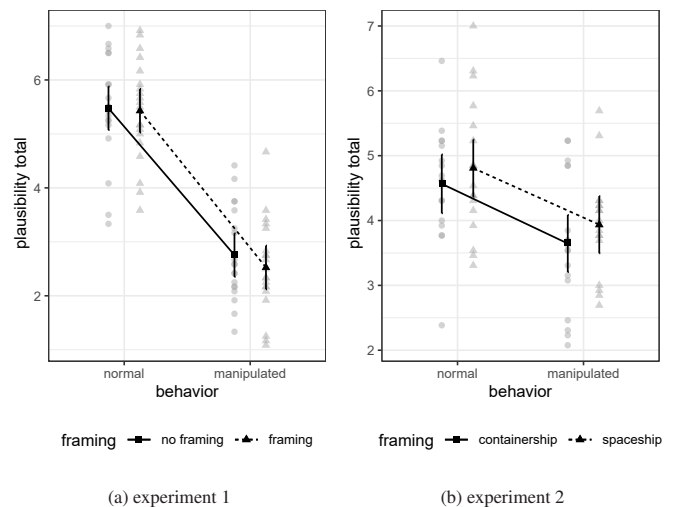 plausibility total
6
4
2
normal manipulated
behavior
framing no framing framing
(a) experiment 1
plausibility total
7
6
5
4
3
2
normal manipulated
behavior
framing containership spaceship
(b) experiment 2